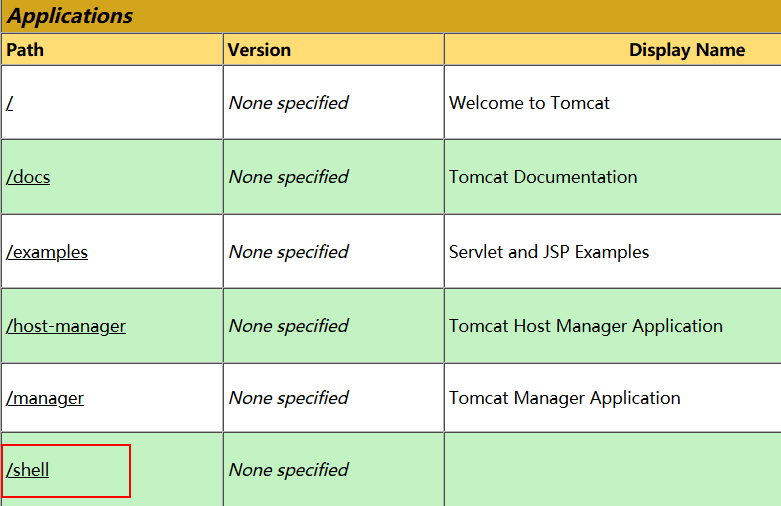 Applications
Path Version Display Name
/ None specified Welcome to Tomcat
/docs None specified Tomcat Documentation
/examples None specified Servlet and JSP Examples
/host-manager None specified Tomcat Host Manager Application
/manager None specified Tomcat Manager Application
/shell None specified